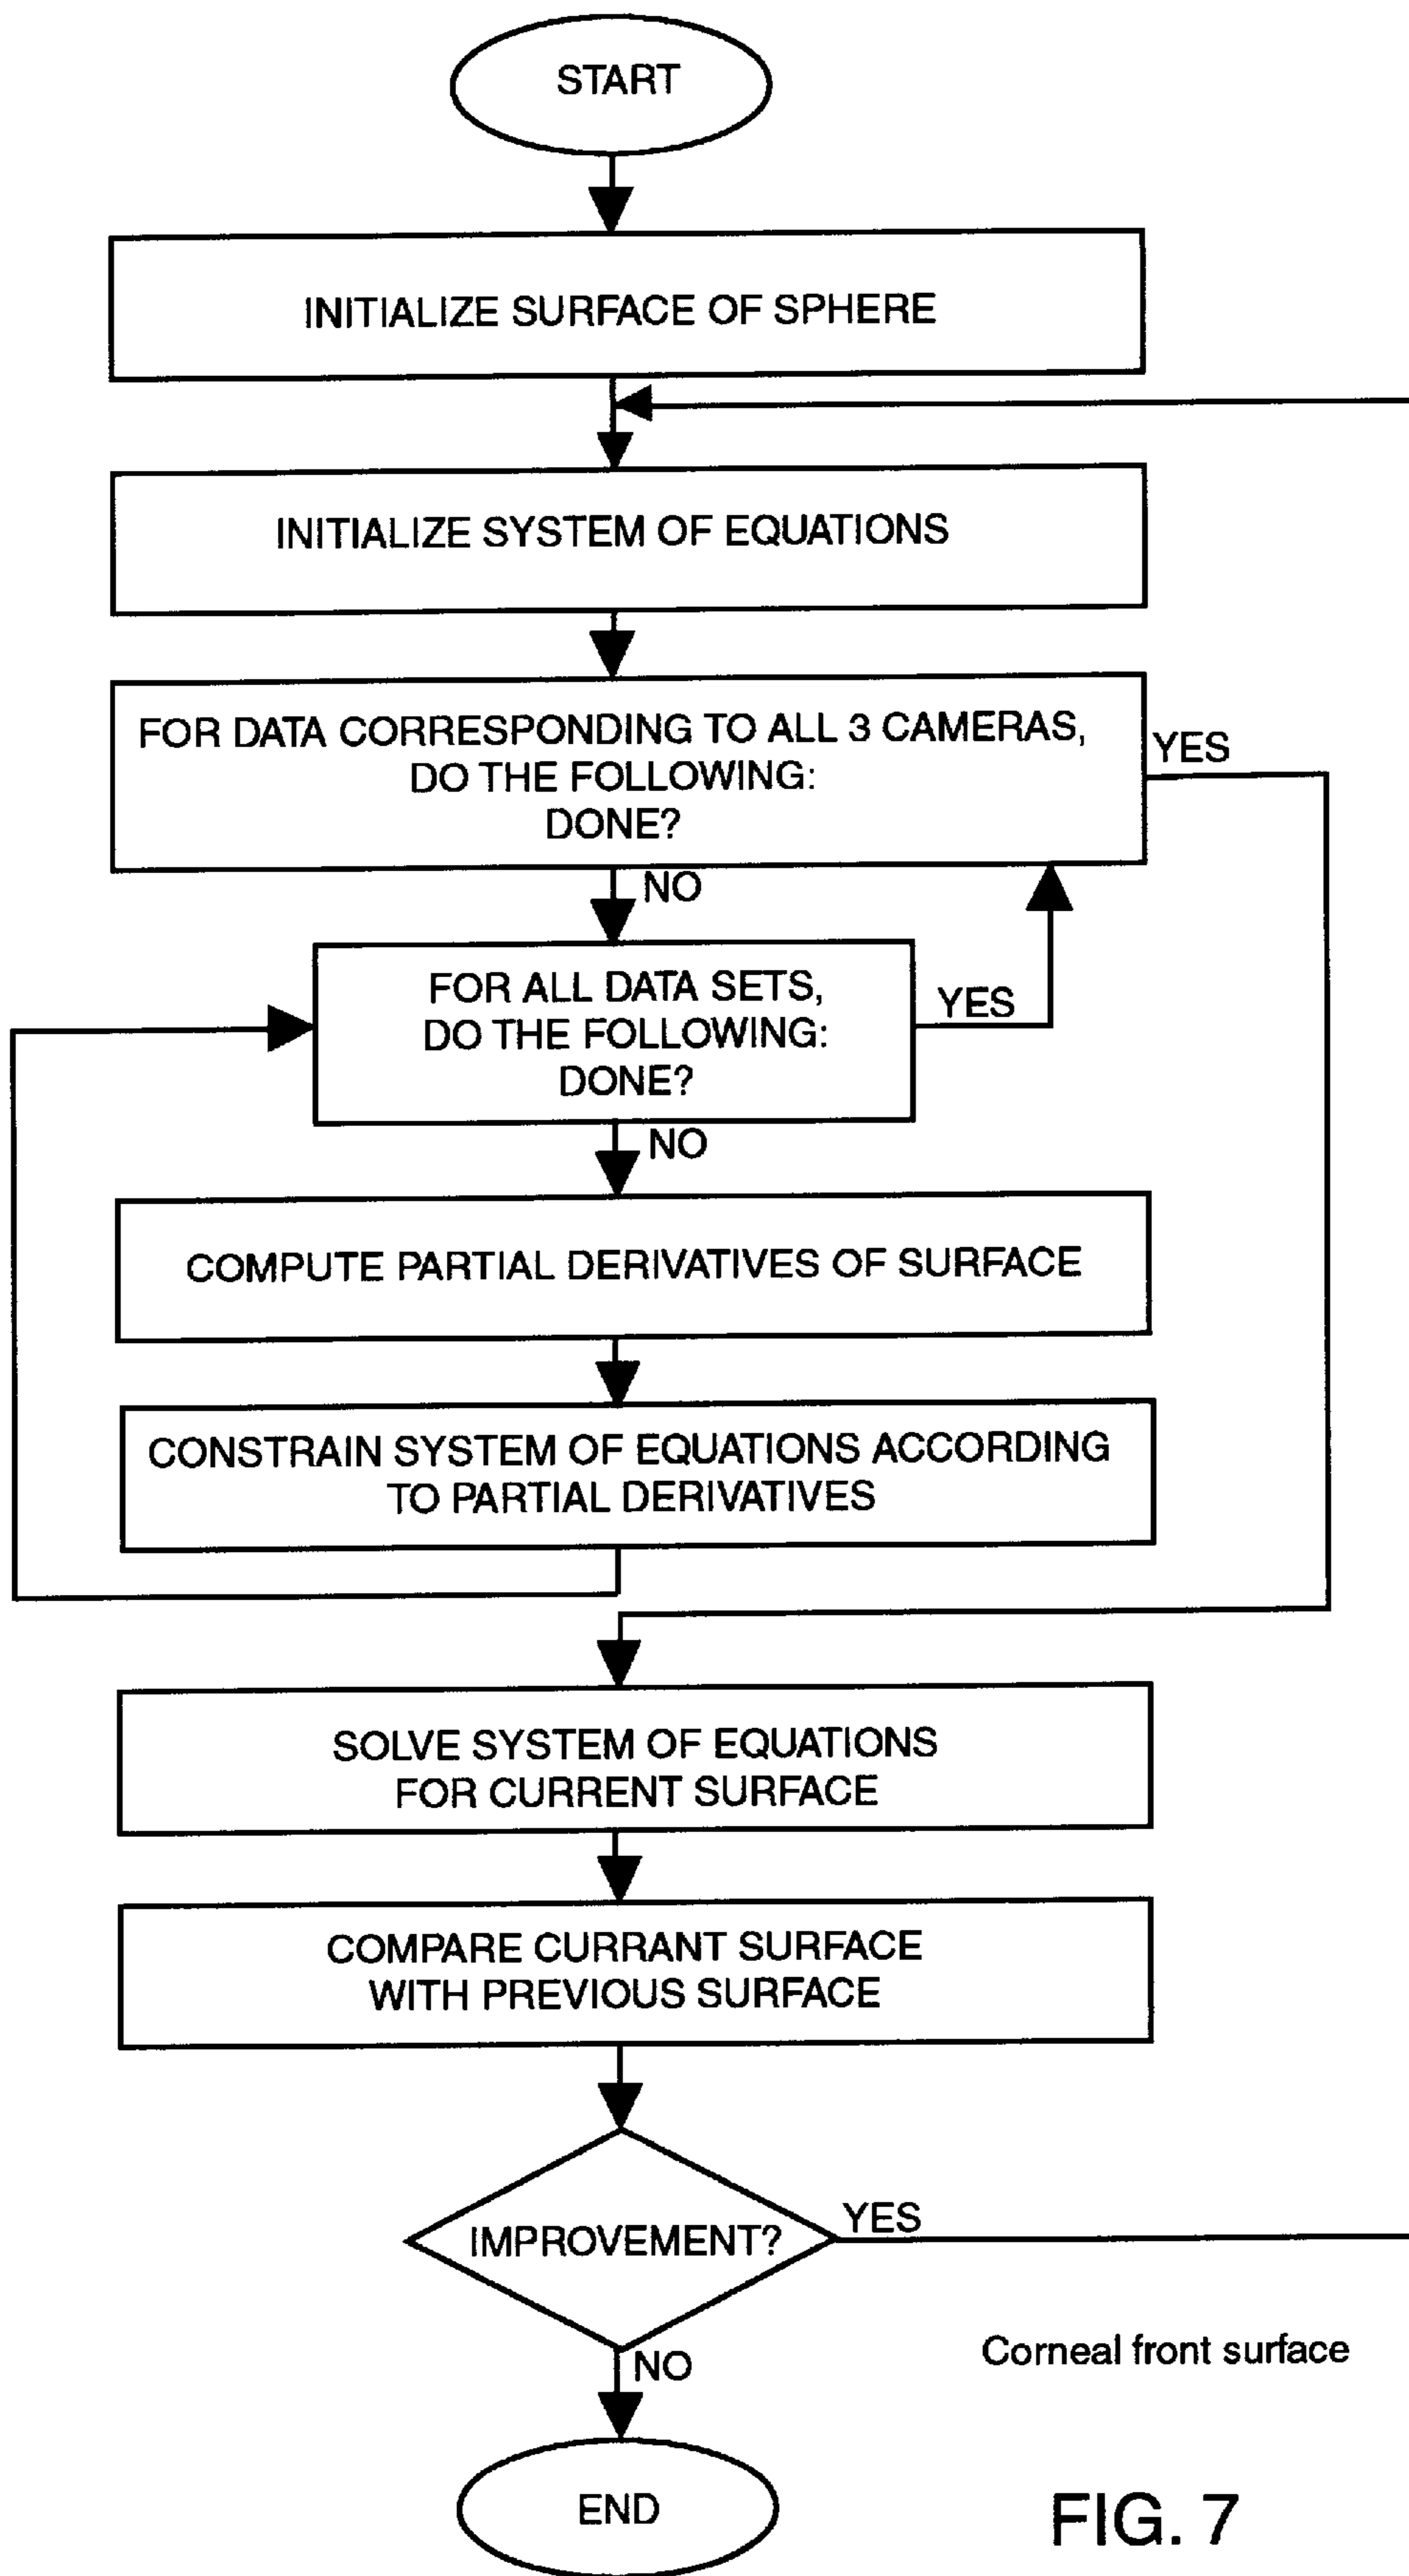 START
INITIALIZE SURFACE OF SPHERE
INITIALIZE SYSTEM OF EQUATIONS
FOR DATA CORRESPONDING TO ALL 3 CAMERAS,
DO THE FOLLOWING:
DONE?
YES
NO
FOR ALL DATA SETS,
DO THE FOLLOWING:
DONE?
YES
NO
COMPUTE PARTIAL DERIVATIVES OF SURFACE
CONSTRAIN SYSTEM OF EQUATIONS ACCORDING
TO PARTIAL DERIVATIVES
SOLVE SYSTEM OF EQUATIONS
FOR CURRENT SURFACE
COMPARE CURRANT SURFACE
WITH PREVIOUS SURFACE
IMPROVEMENT?
YES
NO
Corneal front surface
END
FIG. 7